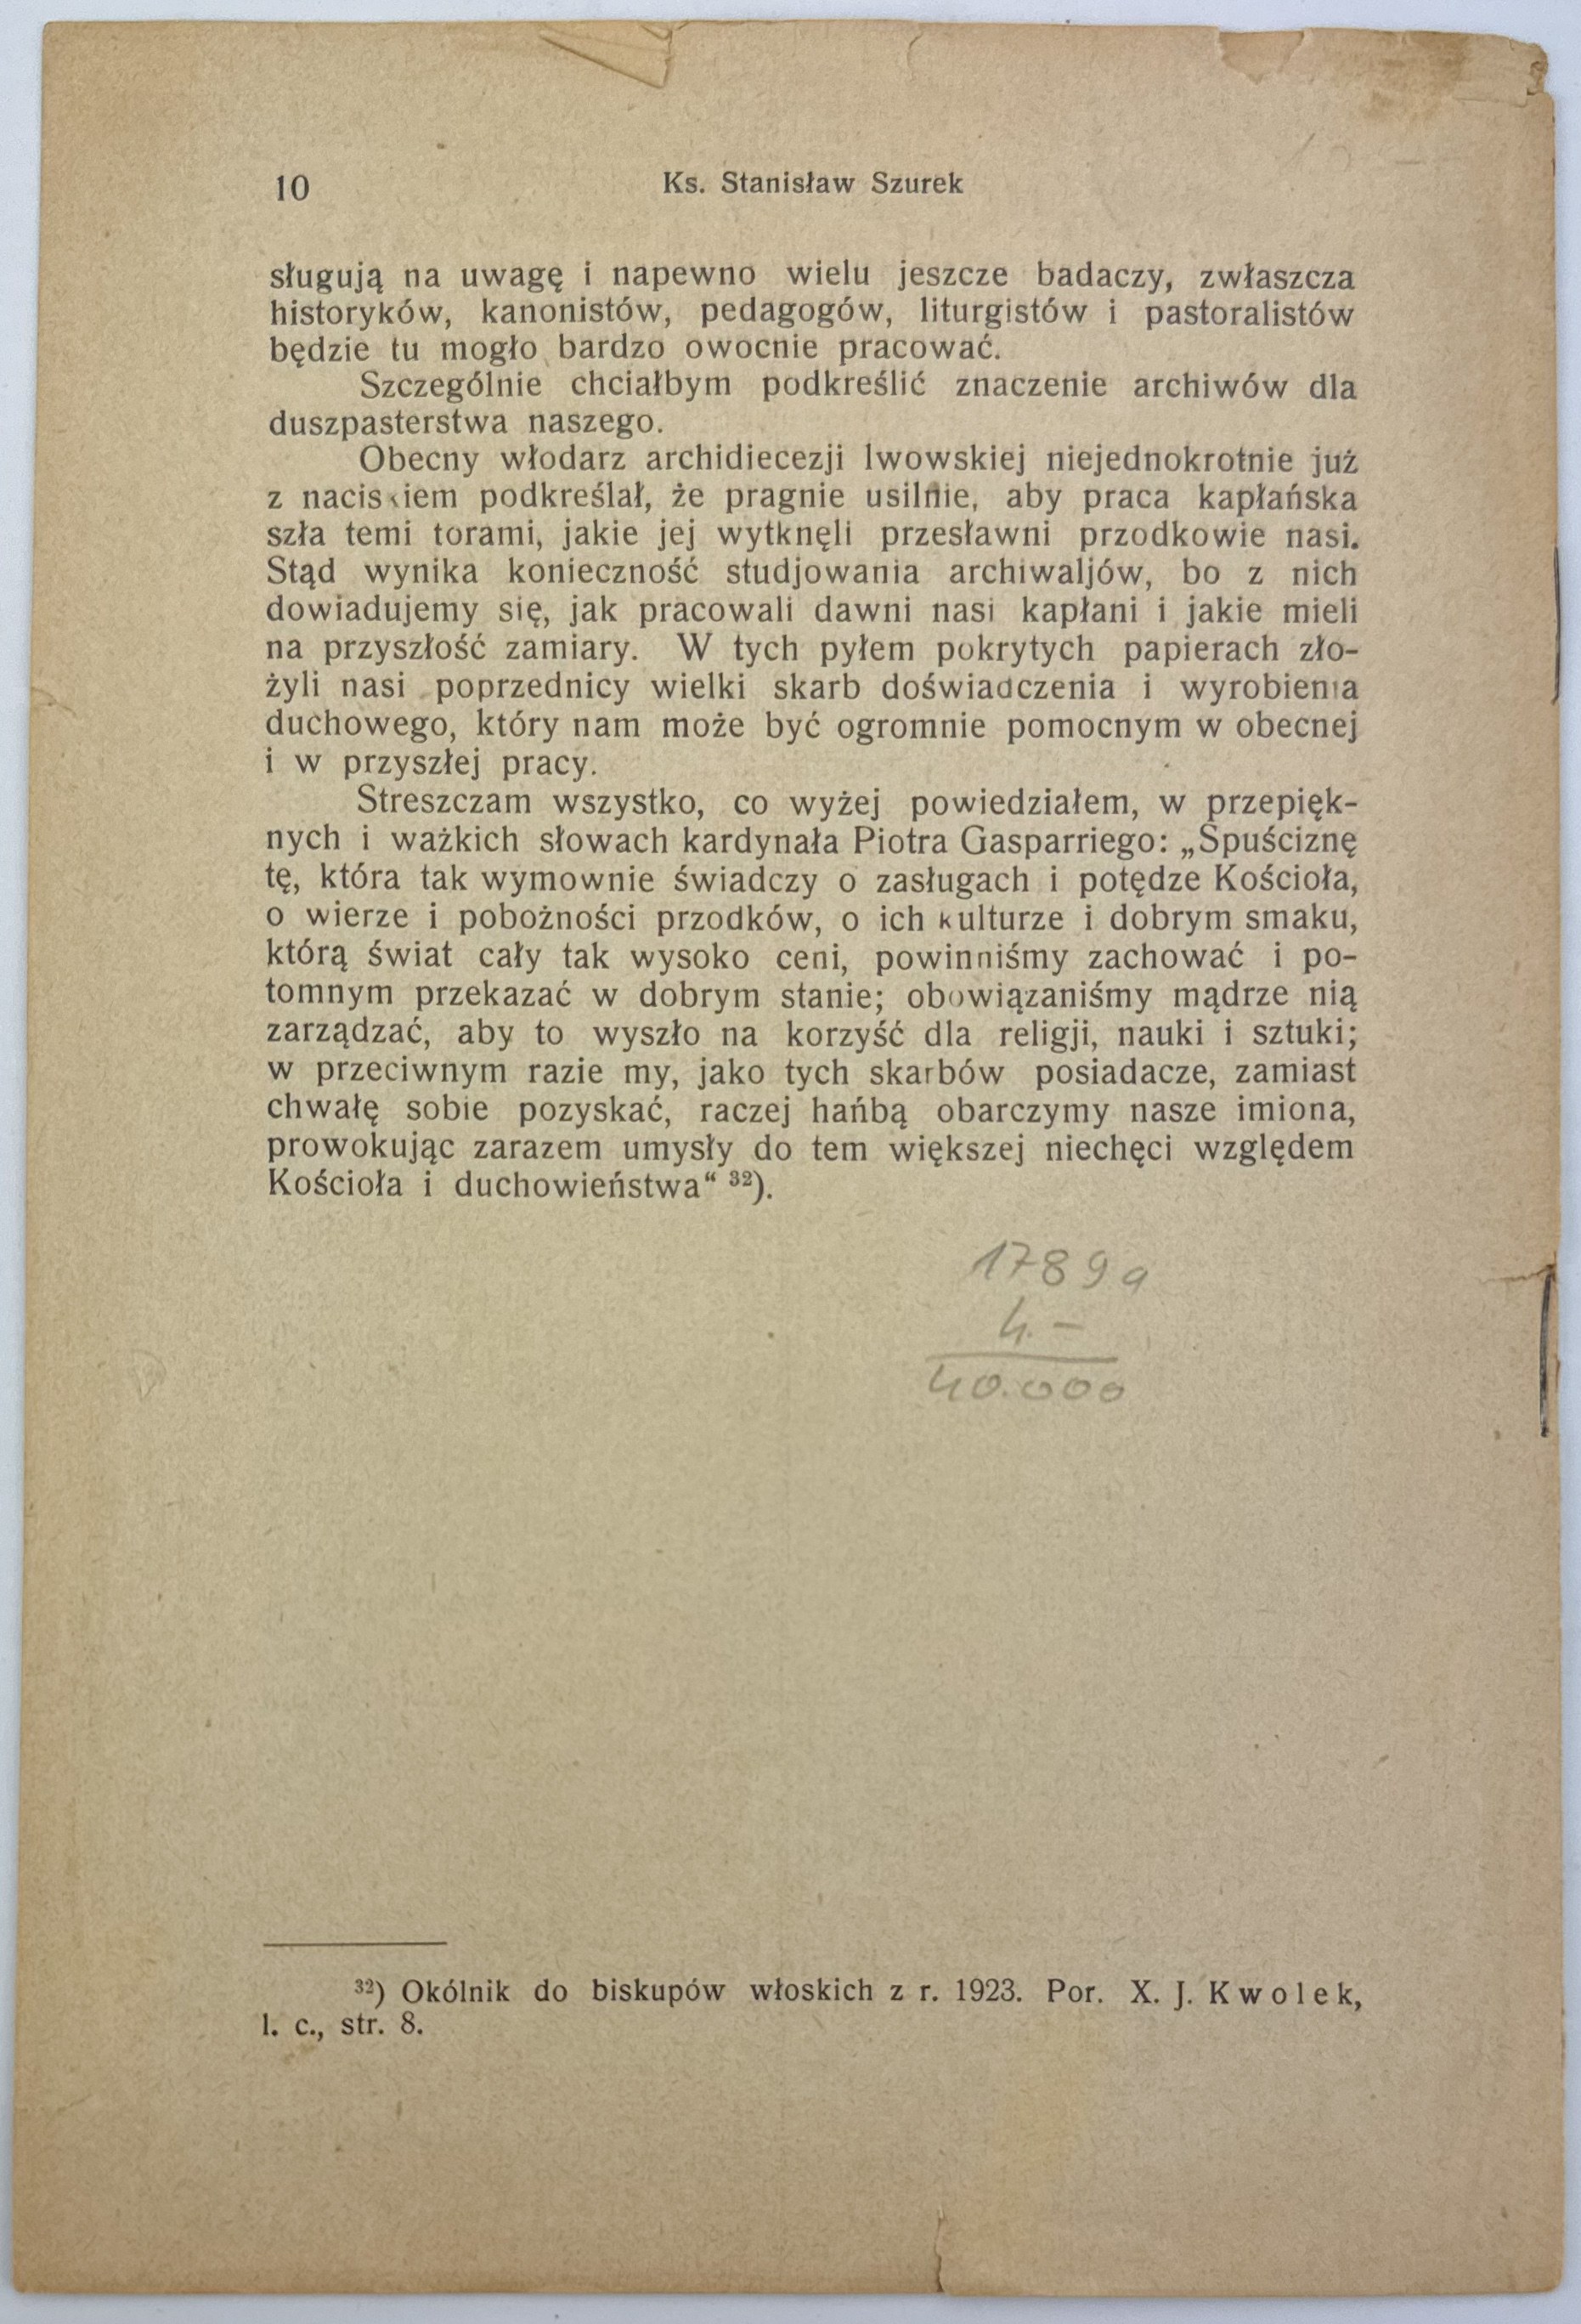 10
Ks. Stanisław Szurek
sługują na uwagę i napewno wielu jeszcze badaczy, zwłaszcza
historyków, kanonistów, pedagogów, liturgistów i pastoralistów
będzie tu mogło bardzo owocnie pracować.
Szczególnie chciałbym podkreślić znaczenie archiwów dla
duszpasterstwa naszego.
Obecny włodarz archidiecezji lwowskiej niejednokrotnie już
z naciskiem podkreślał, że pragnie usilnie, aby praca kapłańska
szła temi torami, jakie jej wytknęli przesławni przodkowie nasi.
Stąd wynika konieczność studjowania archiwaljów, bo z nich
dowiadujemy się, jak pracowali dawni nasi kapłani i jakie mieli
na przyszłość zamiary. W tych pyłem pokrytych papierach zło-
żyli nasi poprzednicy wielki skarb doświadczenia i wyrobienia
duchowego, który nam może być ogromnie pomocnym w obecnej
i w przyszłej pracy.
Streszczam wszystko, co wyżej powiedziałem, w przepięk-
nych i ważkich słowach kardynała Piotra Gasparriego: „Spuściznę
tę, która tak wymownie świadczy o zasługach i potędze Kościoła,
o wierze i pobożności przodków, o ich kulturze i dobrym smaku,
którą świat cały tak wysoko ceni, powinniśmy zachować i po-
tomnym przekazać w dobrym stanie; obowiązaniśmy mądrze nią
zarządzać, aby to wyszło na korzyść dla religji, nauki i sztuki;
w przeciwnym razie my, jako tych skarbów posiadacze, zamiast
chwałę sobie pozyskać, raczej hańbą obarczymy nasze imiona,
prowokując zarazem umysły do tem większej niechęci względem
Kościoła i duchowieństwa“ ³²).
1789a
4.-
40.000
³²) Okólnik do biskupów włoskich z r. 1923. Por. X. J. Kwolek,
l. c., str. 8.